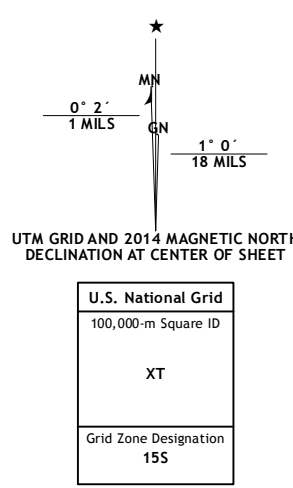 ★
MN
0° 2´
1 MILS
GN
1° 0´
18 MILS
UTM GRID AND 2014 MAGNETIC NORTH
DECLINATION AT CENTER OF SHEET
U.S. National Grid
100,000-m Square ID
XT
Grid Zone Designation
15S